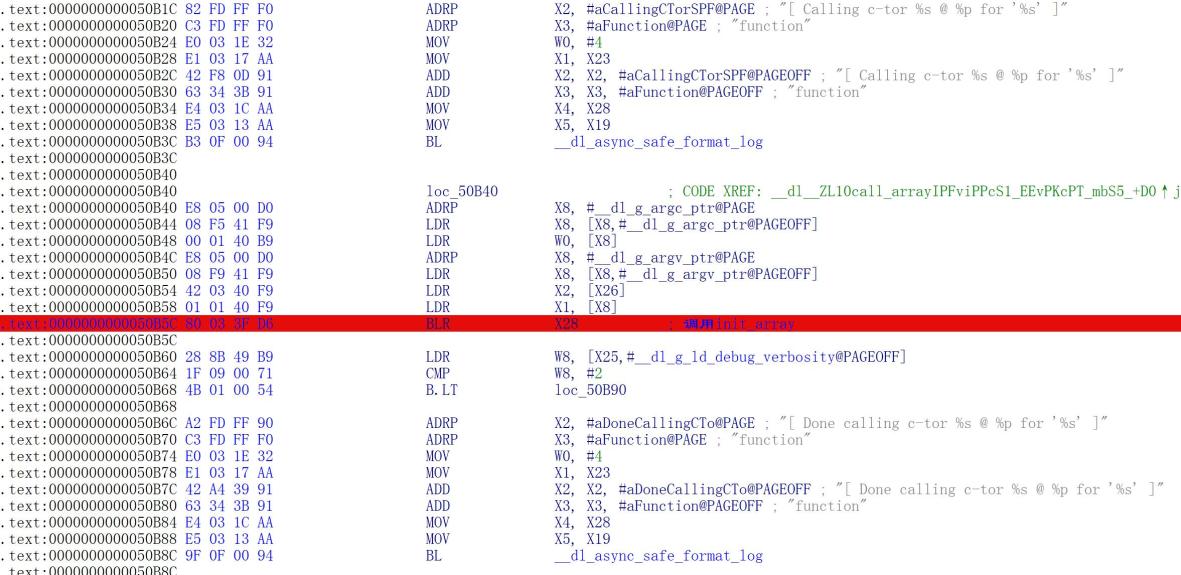 .text:0000000000050B1C 82 FD FF F0 ADRP X2, #aCallingCTorSPF@PAGE ; "[ Calling c-tor %s @ %p for '%s' ]"
.text:0000000000050B20 C3 FD FF F0 ADRP X3, #aFunction@PAGE ; "function"
.text:0000000000050B24 E0 03 1E 32 MOV W0, #4
.text:0000000000050B28 E1 03 17 AA MOV X1, X23
.text:0000000000050B2C 42 F8 0D 91 ADD X2, X2, #aCallingCTorSPF@PAGEOFF ; "[ Calling c-tor %s @ %p for '%s' ]"
.text:0000000000050B30 63 34 3B 91 ADD X3, X3, #aFunction@PAGEOFF ; "function"
.text:0000000000050B34 E4 03 1C AA MOV X4, X28
.text:0000000000050B38 E5 03 13 AA MOV X5, X19
.text:0000000000050B3C B3 0F 00 94 BL __dl_async_safe_format_log
.text:0000000000050B3C
.text:0000000000050B40
.text:0000000000050B40 loc_50B40 ; CODE XREF: __dl__ZL10call_arrayIPFviPPcS1_EEvPKcPT_mbS5_+D0↑j
.text:0000000000050B40 E8 05 00 D0 ADRP X8, #__dl_g_argc_ptr@PAGE
.text:0000000000050B44 08 F5 41 F9 LDR X8, [X8,#__dl_g_argc_ptr@PAGEOFF]
.text:0000000000050B48 00 01 40 B9 LDR W0, [X8]
.text:0000000000050B4C E8 05 00 D0 ADRP X8, #__dl_g_argv_ptr@PAGE
.text:0000000000050B50 08 F9 41 F9 LDR X8, [X8,#__dl_g_argv_ptr@PAGEOFF]
.text:0000000000050B54 42 03 40 F9 LDR X2, [X26]
.text:0000000000050B58 01 01 40 F9 LDR X1, [X8]
.text:0000000000050B5C 80 03 3F D6 BLR X28 ; 调用init_array
.text:0000000000050B5C
.text:0000000000050B60 28 8B 49 B9 LDR W8, [X25,#__dl_g_ld_debug_verbosity@PAGEOFF]
.text:0000000000050B64 1F 09 00 71 CMP W8, #2
.text:0000000000050B68 4B 01 00 54 B.LT loc_50B90
.text:0000000000050B68
.text:0000000000050B6C A2 FD FF 90 ADRP X2, #aDoneCallingCTo@PAGE ; "[ Done calling c-tor %s @ %p for '%s' ]"
.text:0000000000050B70 C3 FD FF F0 ADRP X3, #aFunction@PAGE ; "function"
.text:0000000000050B74 E0 03 1E 32 MOV W0, #4
.text:0000000000050B78 E1 03 17 AA MOV X1, X23
.text:0000000000050B7C 42 A4 39 91 ADD X2, X2, #aDoneCallingCTo@PAGEOFF ; "[ Done calling c-tor %s @ %p for '%s' ]"
.text:0000000000050B80 63 34 3B 91 ADD X3, X3, #aFunction@PAGEOFF ; "function"
.text:0000000000050B84 E4 03 1C AA MOV X4, X28
.text:0000000000050B88 E5 03 13 AA MOV X5, X19
.text:0000000000050B8C 9F 0F 00 94 BL __dl_async_safe_format_log
.text:0000000000050B8C